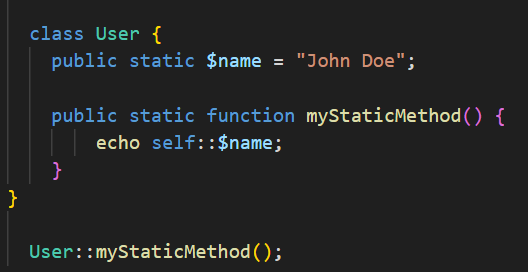 class User {
public static $name = "John Doe";
public static function myStaticMethod() {
echo self::$name;
}
}
User::myStaticMethod();